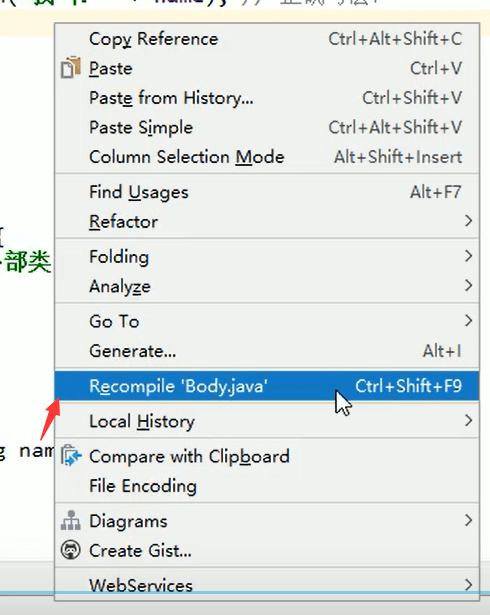 Copy Reference Ctrl+Alt+Shift+C
Paste Ctrl+V
Paste from History... Ctrl+Shift+V
Paste Simple Ctrl+Alt+Shift+V
Column Selection Mode Alt+Shift+Insert
Find Usages Alt+F7
Refactor
部类
Folding
Analyze
Go To
Generate... Alt+I
Recompile 'Body.java' Ctrl+Shift+F9
Local History
g nam
Compare with Clipboard
File Encoding
Diagrams
Create Gist...
WebServices